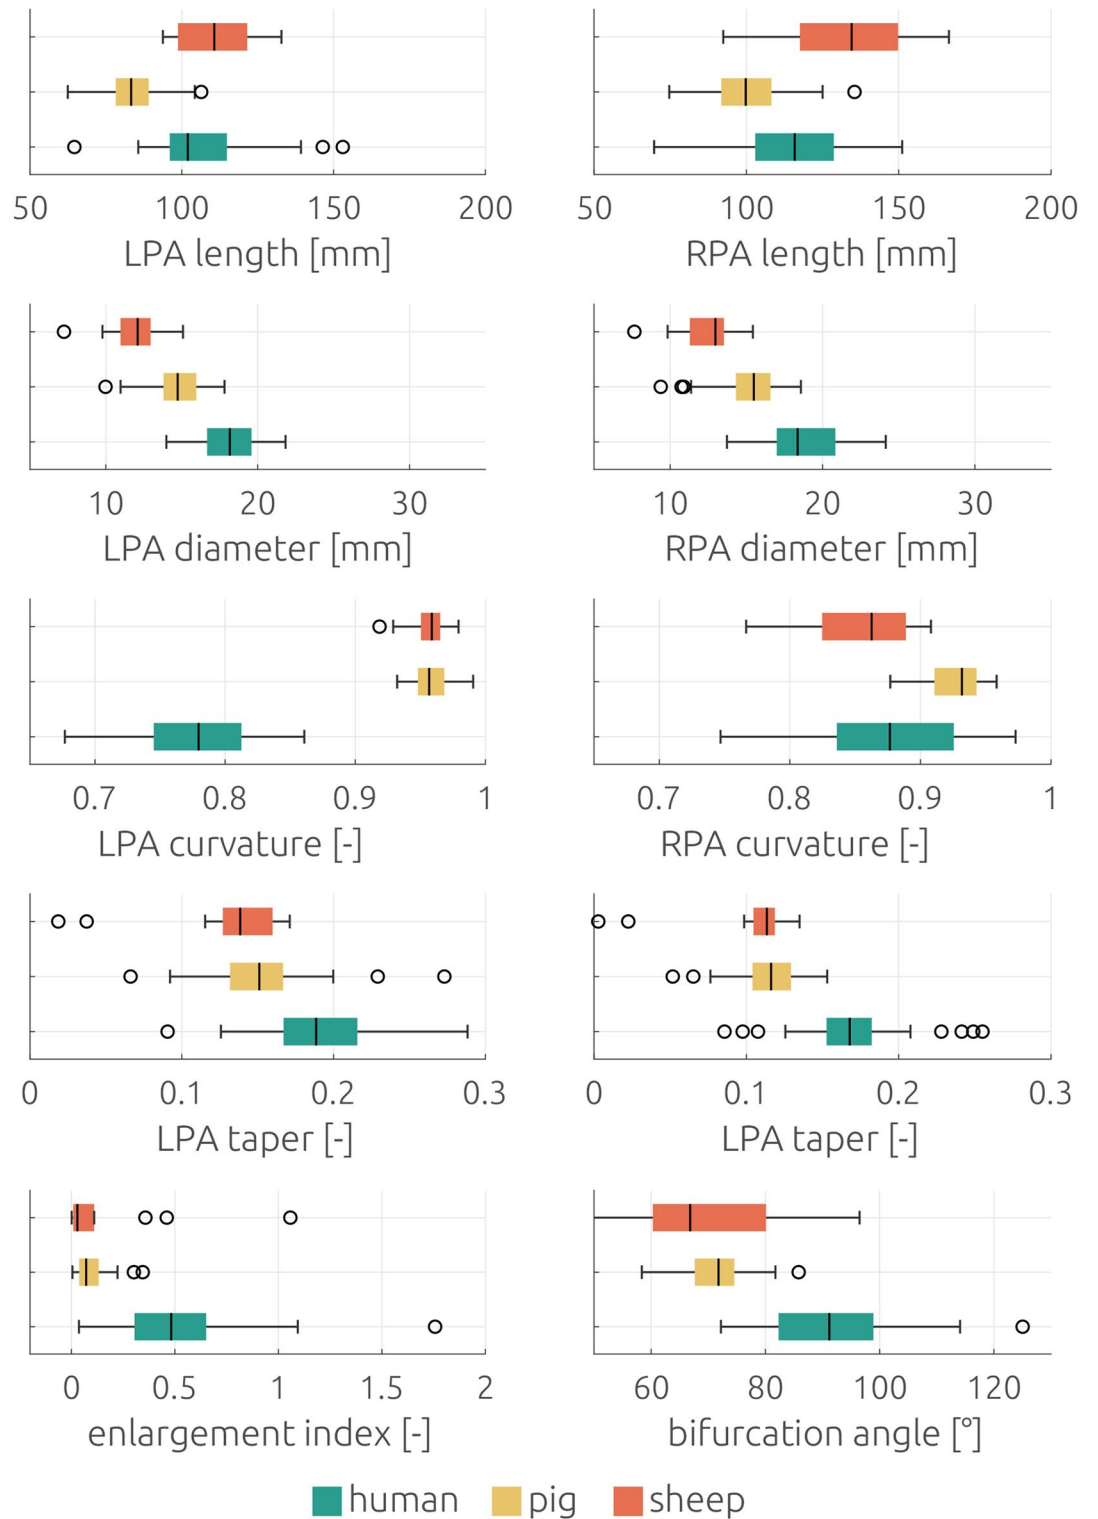 50 100 150 200
LPA length [mm]
50 100 150 200
RPA length [mm]
10 20 30
LPA diameter [mm]
10 20 30
RPA diameter [mm]
0.7 0.8 0.9 1
LPA curvature [-]
0.7 0.8 0.9 1
RPA curvature [-]
0 0.1 0.2 0.3
LPA taper [-]
0 0.1 0.2 0.3
LPA taper [-]
0 0.5 1 1.5 2
enlargement index [-]
60 80 100 120
bifurcation angle [°]
human pig sheep